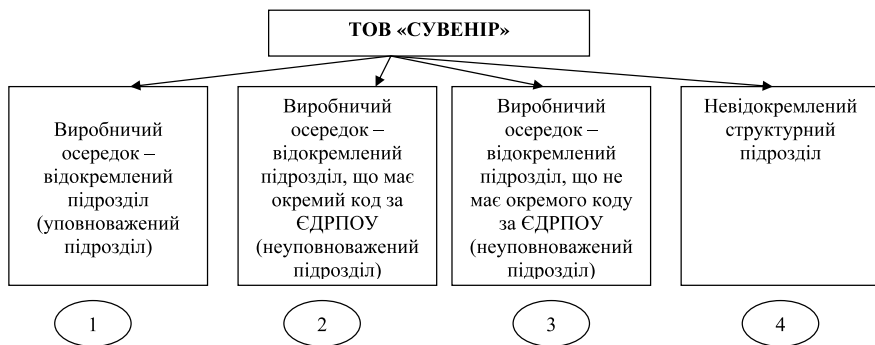 ТОВ «СУВЕНІР»
Виробничий
осередок –
відокремлений
підрозділ
(уповноважений
підрозділ)
Виробничий
осередок –
відокремлений
підрозділ, що має
окремий код за
ЄДРПОУ
(неуповноважений
підрозділ)
Виробничий
осередок –
відокремлений
підрозділ, що не
має окремого коду
за ЄДРПОУ
(неуповноважений
підрозділ)
Невідокремлений
структурний
підрозділ
1
2
3
4